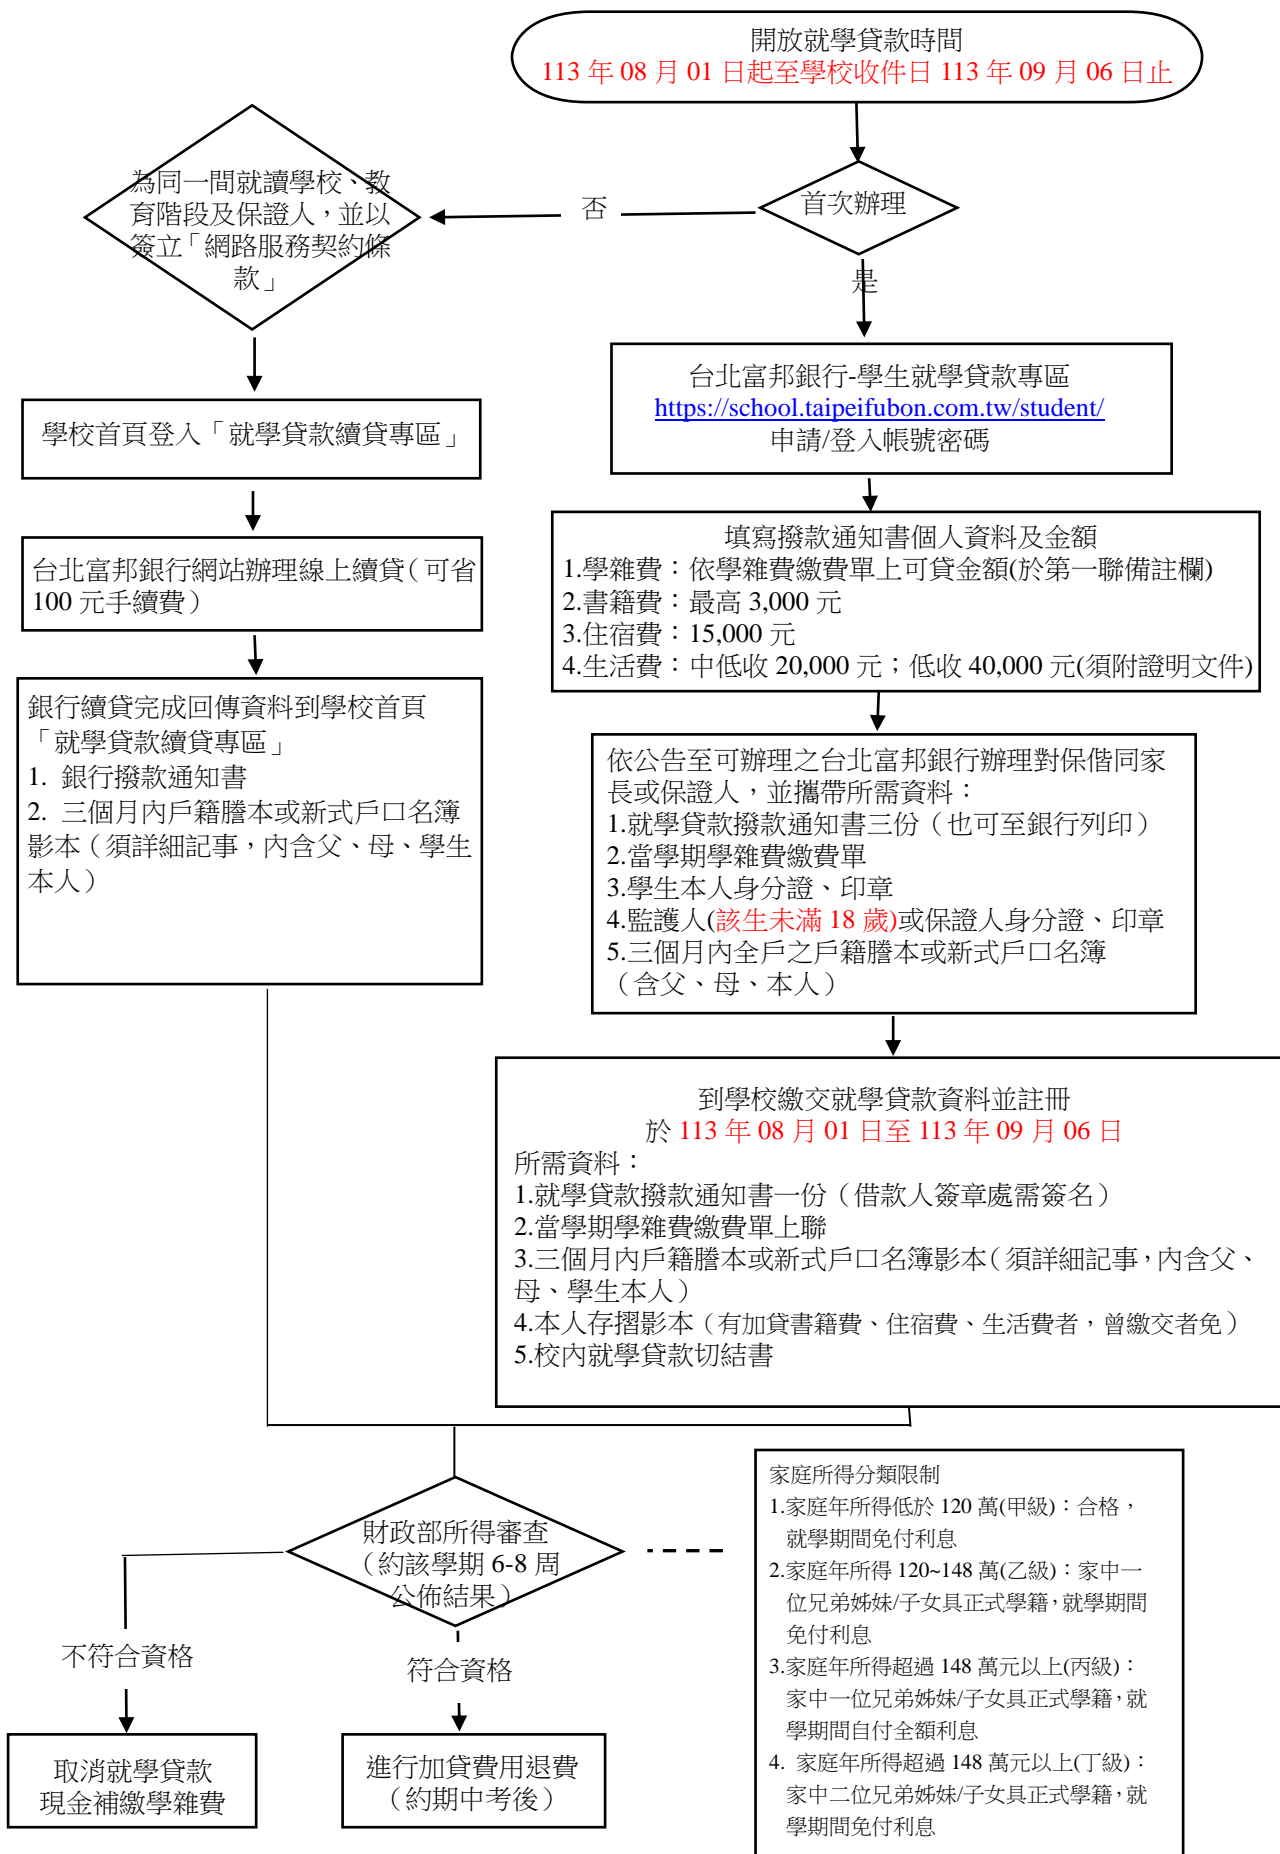 開放就學貸款時間
113 年 08 月 01 日起至學校收件日 113 年 09 月 06 日止
首次辦理
否
是
為同一間就讀學校、教
育階段及保證人，並以
簽立「網路服務契約條
款」
學校首頁登入「就學貸款續貸專區」
台北富邦銀行網站辦理線上續貸（可省
100 元手續費）
銀行續貸完成回傳資料到學校首頁
「就學貸款續貸專區」
1. 銀行撥款通知書
2. 三個月內戶籍謄本或新式戶口名簿
影本（須詳細記事，內含父、母、學生
本人）
台北富邦銀行-學生就學貸款專區
https://school.taipeifubon.com.tw/student/
申請/登入帳號密碼
填寫撥款通知書個人資料及金額
1.學雜費：依學雜費繳費單上可貸金額(於第一聯備註欄)
2.書籍費：最高 3,000 元
3.住宿費：15,000 元
4.生活費：中低收 20,000 元；低收 40,000 元(須附證明文件)
依公告至可辦理之台北富邦銀行辦理對保偕同家
長或保證人，並攜帶所需資料：
1.就學貸款撥款通知書三份（也可至銀行列印）
2.當學期學雜費繳費單
3.學生本人身分證、印章
4.監護人(該生未滿 18 歲)或保證人身分證、印章
5.三個月內全戶之戶籍謄本或新式戶口名簿
（含父、母、本人）
到學校繳交就學貸款資料並註冊
於 113 年 08 月 01 日至 113 年 09 月 06 日
所需資料：
1.就學貸款撥款通知書一份（借款人簽章處需簽名）
2.當學期學雜費繳費單上聯
3.三個月內戶籍謄本或新式戶口名簿影本（須詳細記事，內含父、
母、學生本人）
4.本人存摺影本（有加貸書籍費、住宿費、生活費者，曾繳交者免）
5.校內就學貸款切結書
財政部所得審查
（約該學期 6-8 周
公佈結果）
不符合資格
符合資格
取消就學貸款
現金補繳學雜費
進行加貸費用退費
（約期中考後）
家庭所得分類限制
1.家庭年所得低於 120 萬(甲級)：合格，
就學期間免付利息
2.家庭年所得 120~148 萬(乙級)：家中一
位兄弟姊妹/子女具正式學籍，就學期間
免付利息
3.家庭年所得超過 148 萬元以上(丙級)：
家中一位兄弟姊妹/子女具正式學籍，就
學期間自付全額利息
4. 家庭年所得超過 148 萬元以上(丁級)：
家中二位兄弟姊妹/子女具正式學籍，就
學期間免付利息